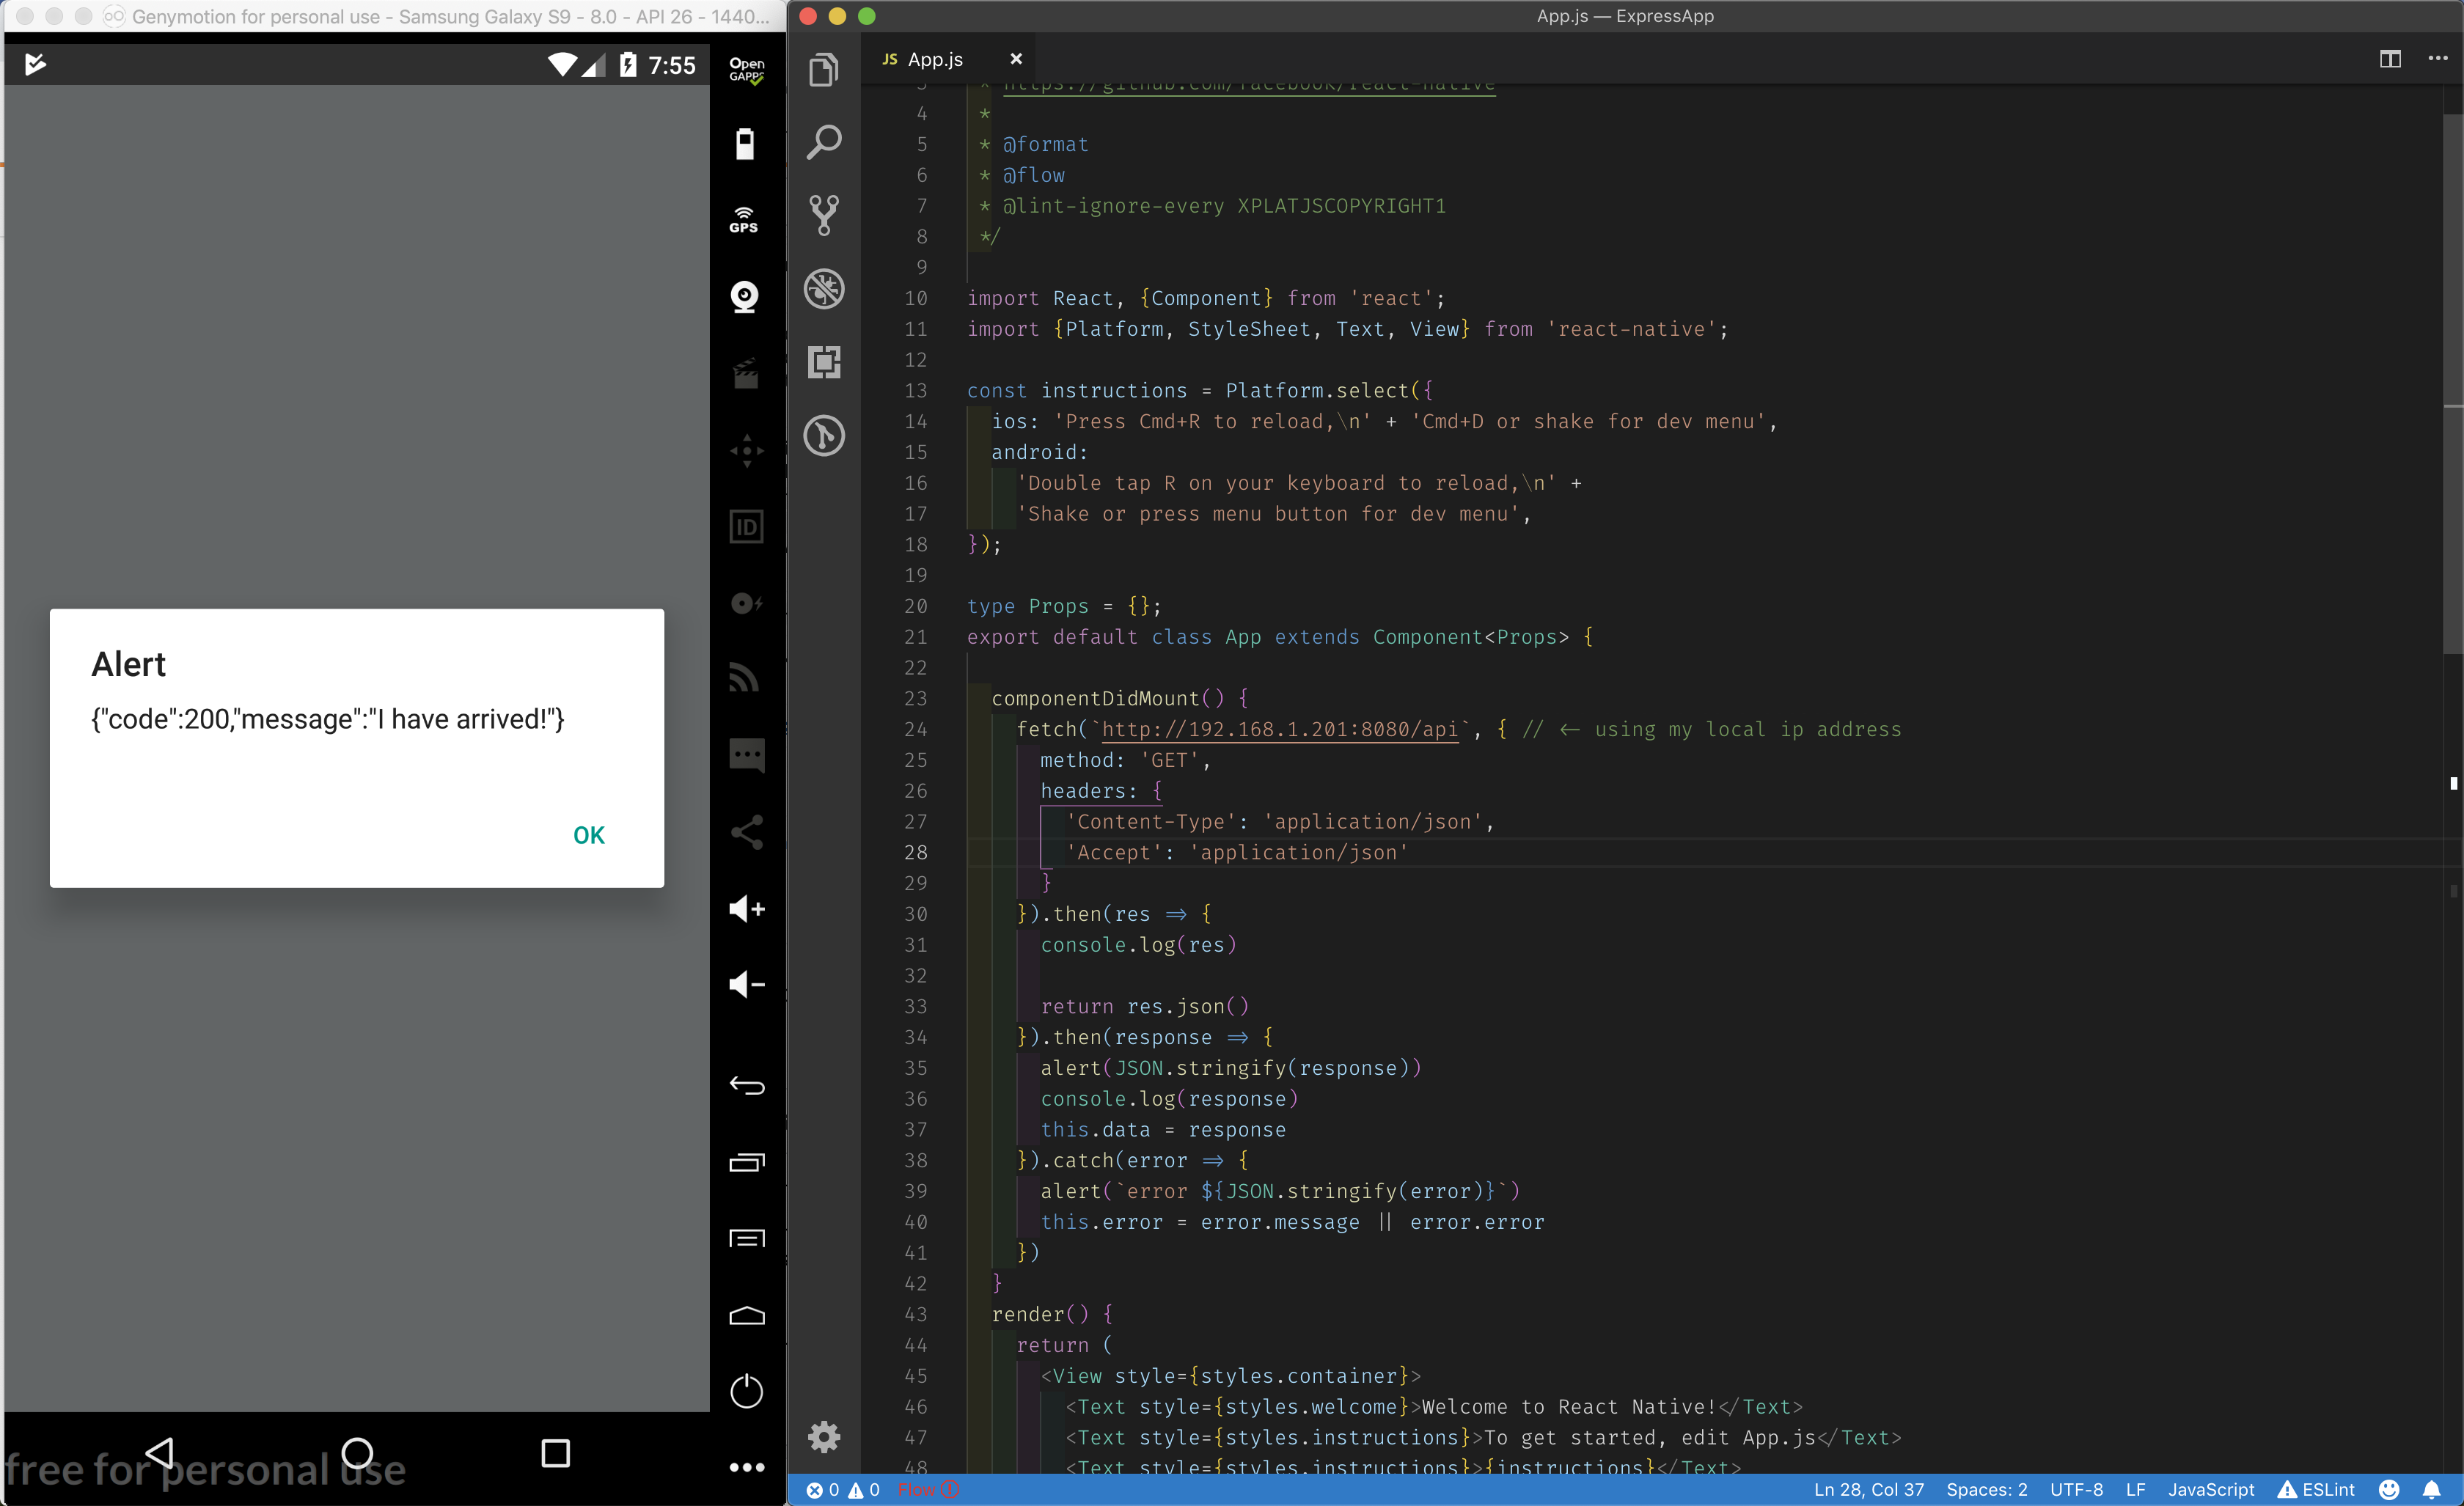 Genymotion for personal use - Samsung Galaxy S9 - 8.0 - API 26 - 1440...
7:55
Open
GAPPS
GPS
ID
Alert
{"code":200,"message":"I have arrived!"}
OK
free for personal use
App.js — ExpressApp
JS App.js
3 * https://github.com/facebook/react-native
4 *
5 * @format
6 * @flow
7 * @lint-ignore-every XPLATJSCOPYRIGHT1
8 */
9
10 import React, {Component} from 'react';
11 import {Platform, StyleSheet, Text, View} from 'react-native';
12
13 const instructions = Platform.select({
14 ios: 'Press Cmd+R to reload,\n' + 'Cmd+D or shake for dev menu',
15 android:
16 'Double tap R on your keyboard to reload,\n' +
17 'Shake or press menu button for dev menu',
18 });
19
20 type Props = {};
21 export default class App extends Component<Props> {
22
23 componentDidMount() {
24 fetch(`http://192.168.1.201:8080/api`, { // <- using my local ip address
25 method: 'GET',
26 headers: {
27 'Content-Type': 'application/json',
28 'Accept': 'application/json'
29 }
30 }).then(res => {
31 console.log(res)
32
33 return res.json()
34 }).then(response => {
35 alert(JSON.stringify(response))
36 console.log(response)
37 this.data = response
38 }).catch(error => {
39 alert(`error ${JSON.stringify(error)}`)
40 this.error = error.message || error.error
41 })
42 }
43 render() {
44 return (
45 <View style={styles.container}>
46 <Text style={styles.welcome}>Welcome to React Native!</Text>
47 <Text style={styles.instructions}>To get started, edit App.js</Text>
48 <Text style={styles.instructions}>{instructions}</Text>
0 0 Flow
Ln 28, Col 37 Spaces: 2 UTF-8 LF JavaScript ESLint